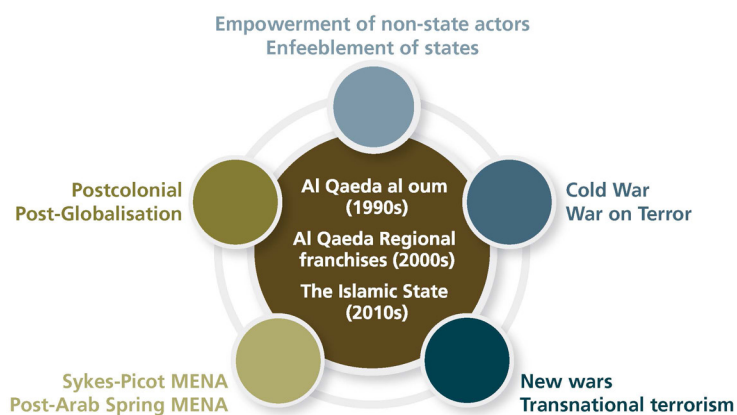 Empowerment of non-state actors
Enfeeblement of states
Postcolonial
Post-Globalisation
Al Qaeda al oum
(1990s)
Al Qaeda Regional
franchises (2000s)
The Islamic State
(2010s)
Cold War
War on Terror
Sykes-Picot MENA
Post-Arab Spring MENA
New wars
Transnational terrorism